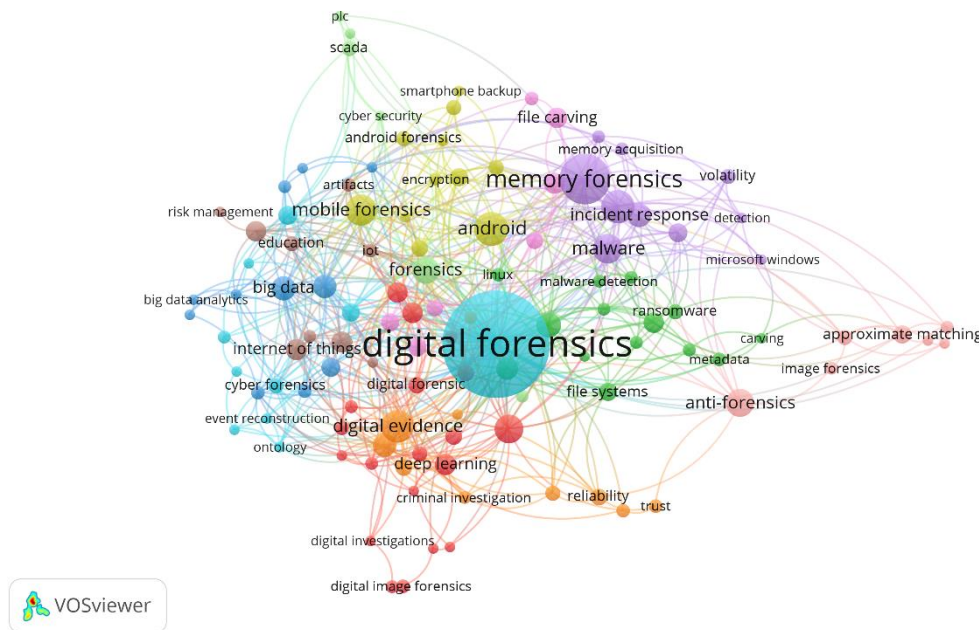 plc
scada
smartphone backup
cyber security
file carving
android forensics
memory acquisition
memory forensics
volatility
artifacts
encryption
risk management
mobile forensics
incident response
detection
android
education
malware
iot
microsoft windows
forensics
linux
malware detection
big data
big data analytics
ransomware
approximate matching
carving
digital forensics
internet of things
metadata
image forensics
cyber forensics
digital forensic
file systems
anti-forensics
event reconstruction
digital evidence
ontology
deep learning
criminal investigation
reliability
trust
digital investigations
digital image forensics
VOSviewer